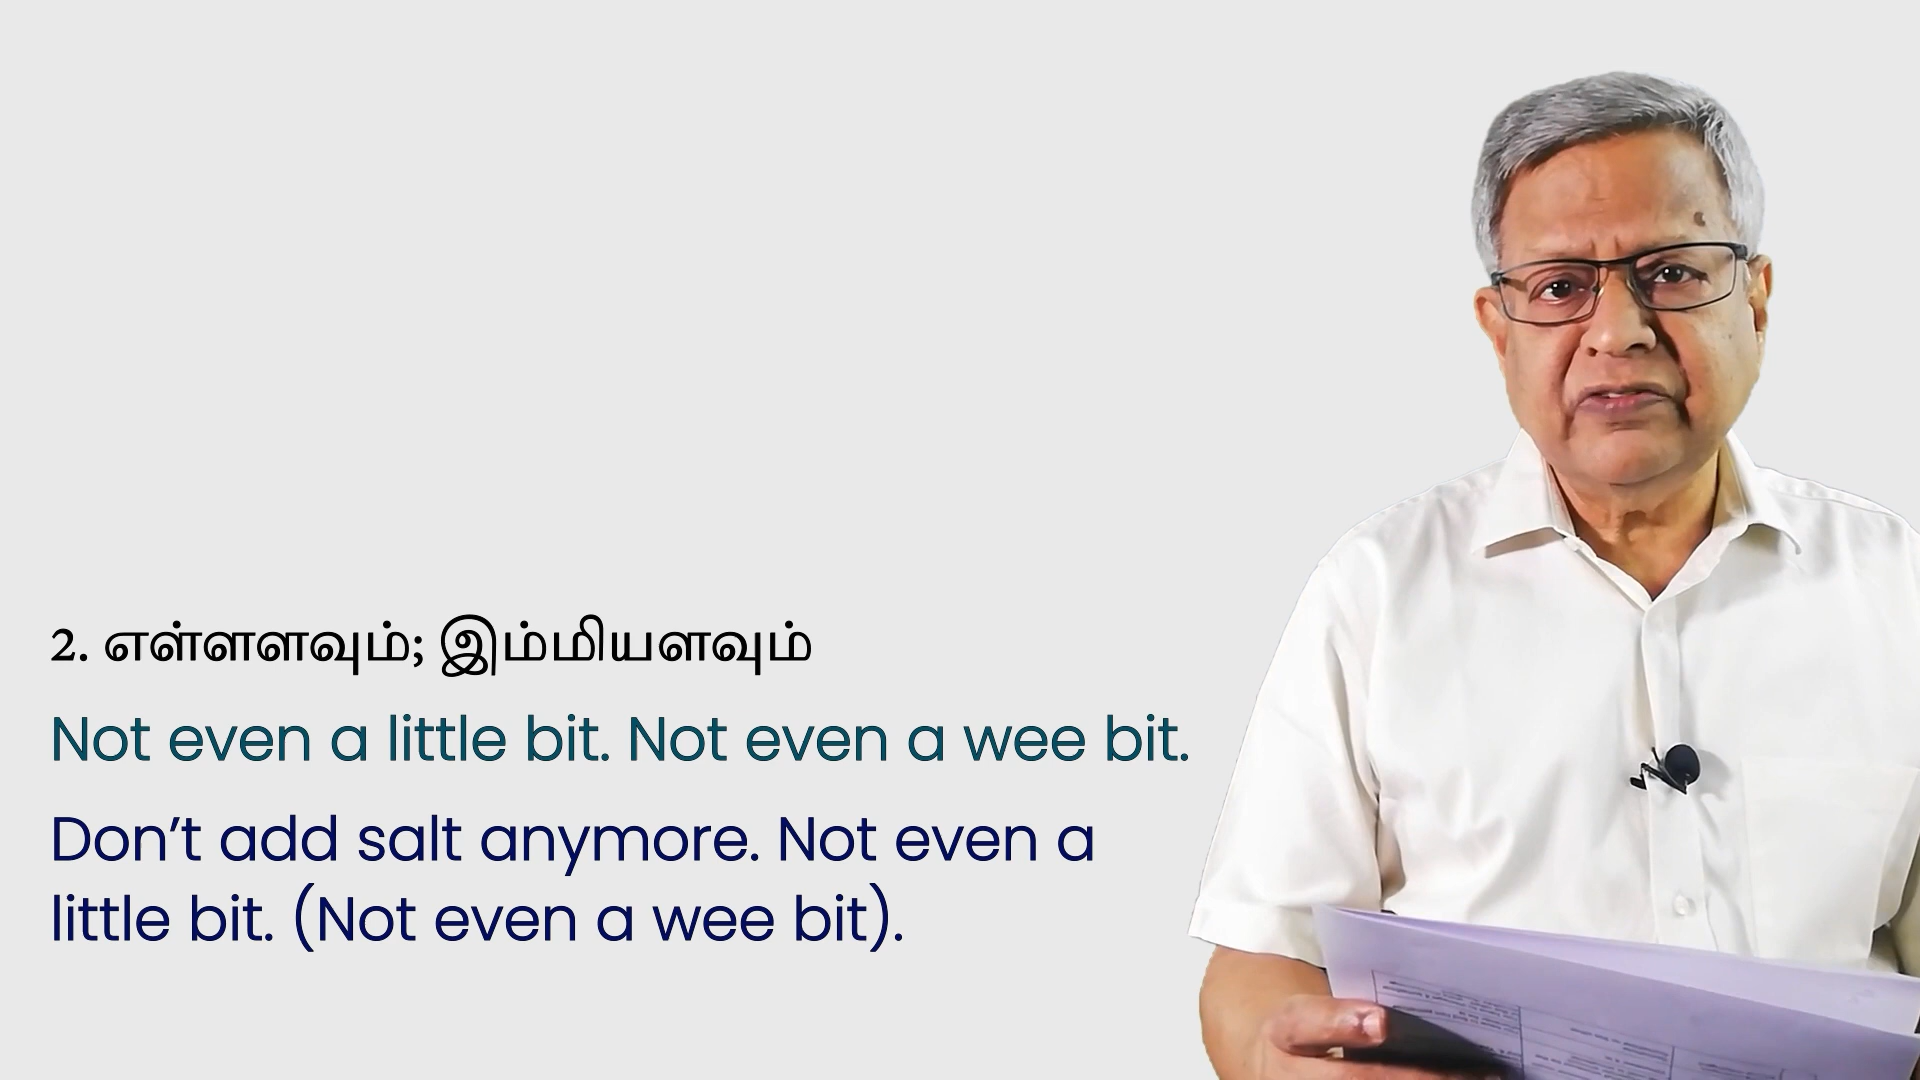 2. எள்ளளவும்; இம்மியளவும்
Not even a little bit. Not even a wee bit.
Don’t add salt anymore. Not even a
little bit. (Not even a wee bit).